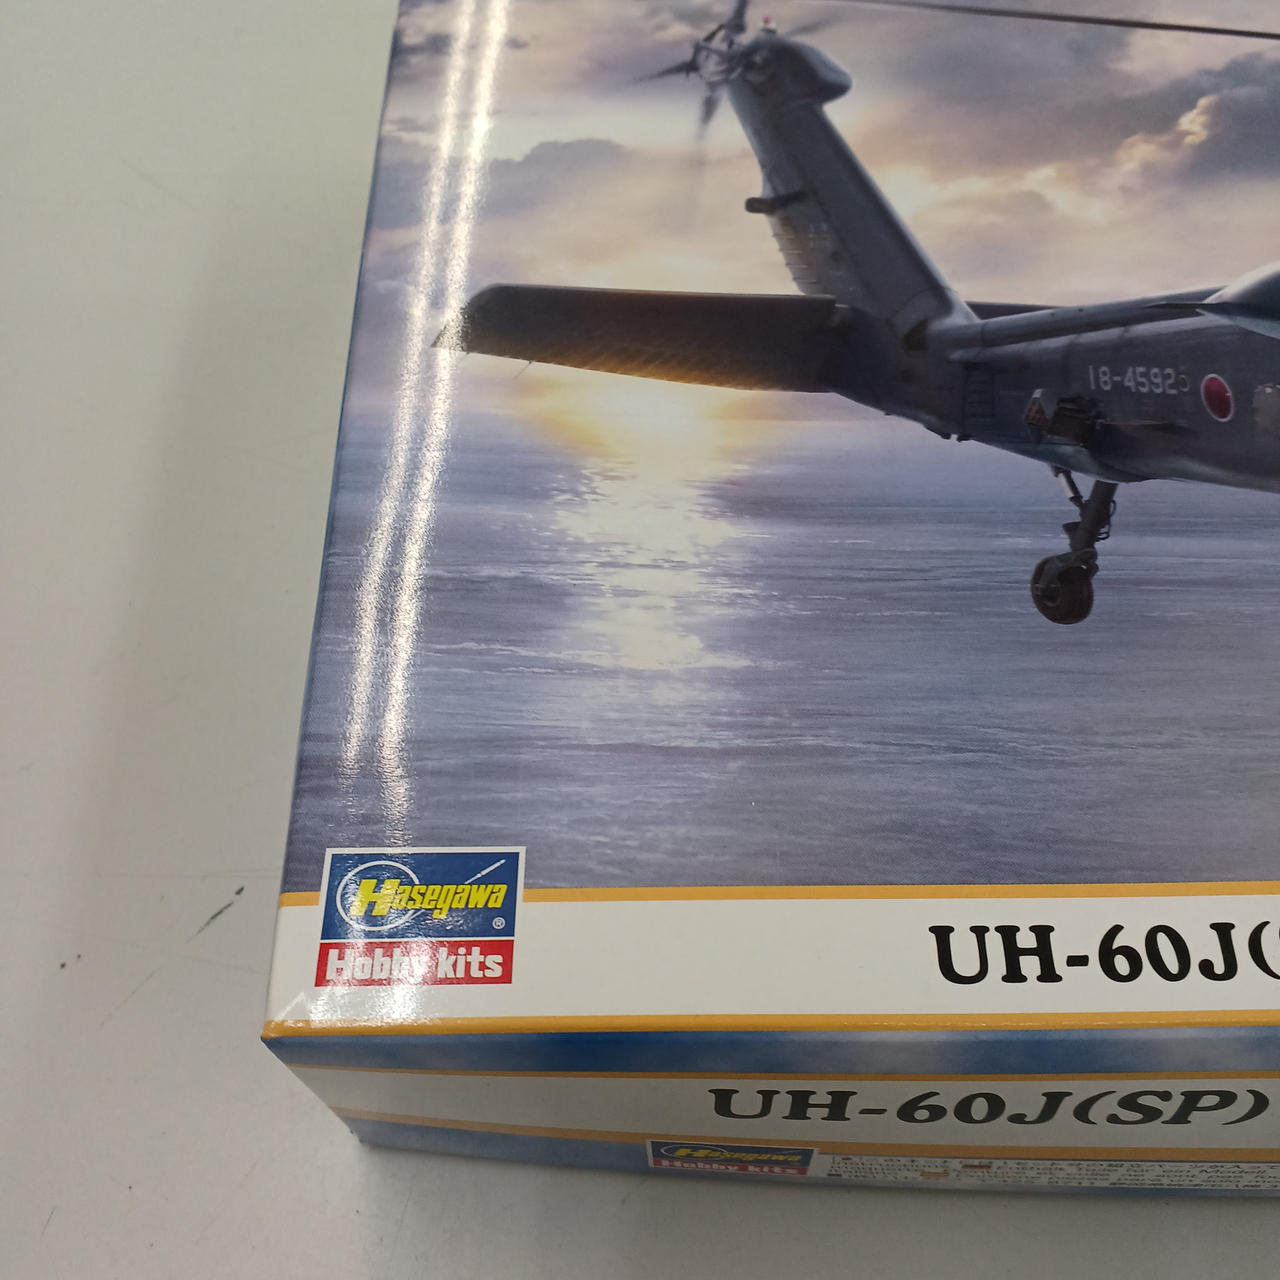 18-4592
Hasegawa
®
Hobby kits
UH-60J(
UH-60J(SP)
Hasegawa
Hobby kits